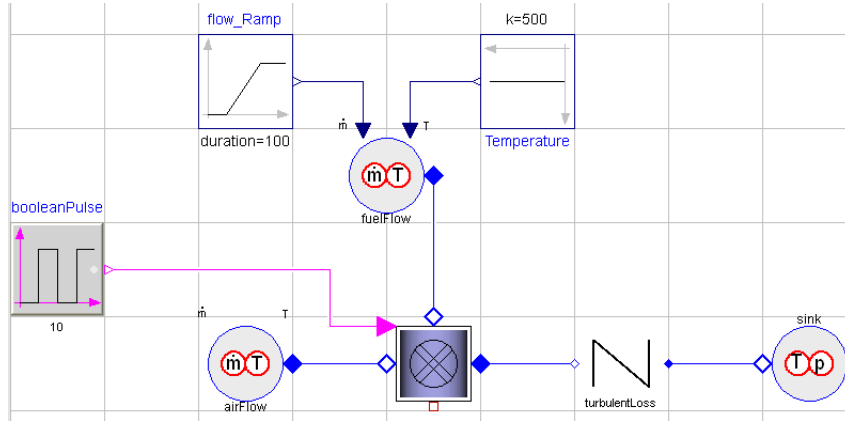 flow_Ramp
k=500
duration=100
ṁ
T
Temperature
ṁ
T
fuelFlow
booleanPulse
10
ṁ
T
ṁ
T
airFlow
turbulentLoss
sink
T
p